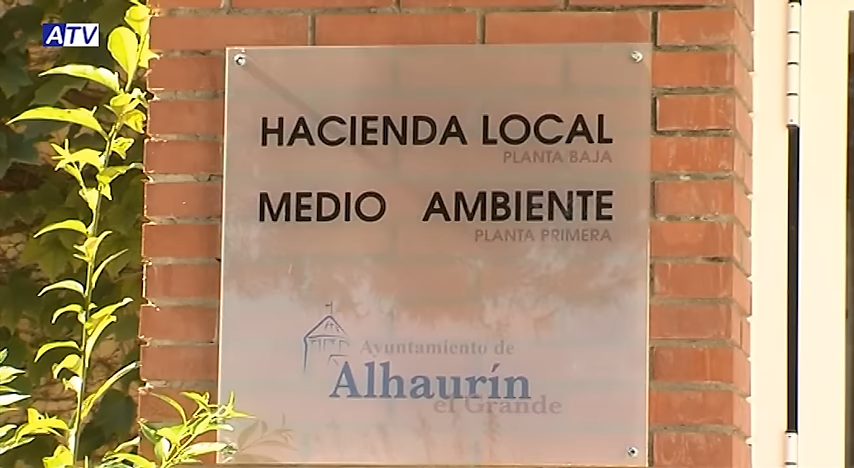 ATV
HACIENDA LOCAL
PLANTA BAJA
MEDIO AMBIENTE
PLANTA PRIMERA
Ayuntamiento de
Alhaurín
el Grande